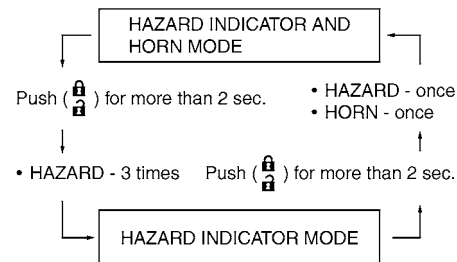 HAZARD INDICATOR AND
HORN MODE
Push ( ) for more than 2 sec.
• HAZARD - once
• HORN - once
• HAZARD - 3 times
Push ( ) for more than 2 sec.
HAZARD INDICATOR MODE